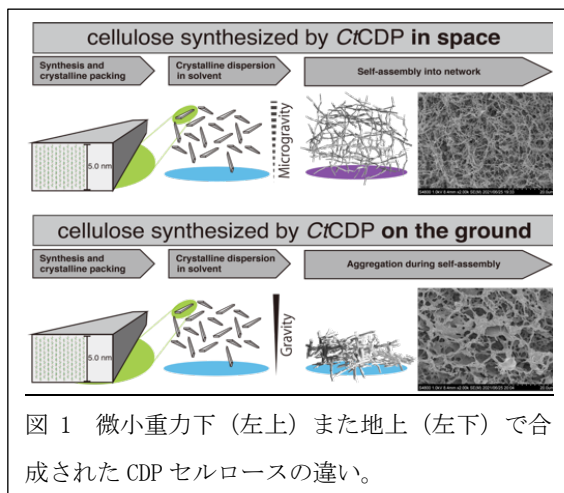 cellulose synthesized by CtCDP in space
Synthesis and
crystalline packing
Crystalline dispersion
in solvent
Self-assembly into network
5.0 nm
Microgravity
cellulose synthesized by CtCDP on the ground
Synthesis and
crystalline packing
Crystalline dispersion
in solvent
Aggregation during self-assembly
5.0 nm
Gravity
図 1 微小重力下（左上）また地上（左下）で合
成された CDP セルロースの違い。